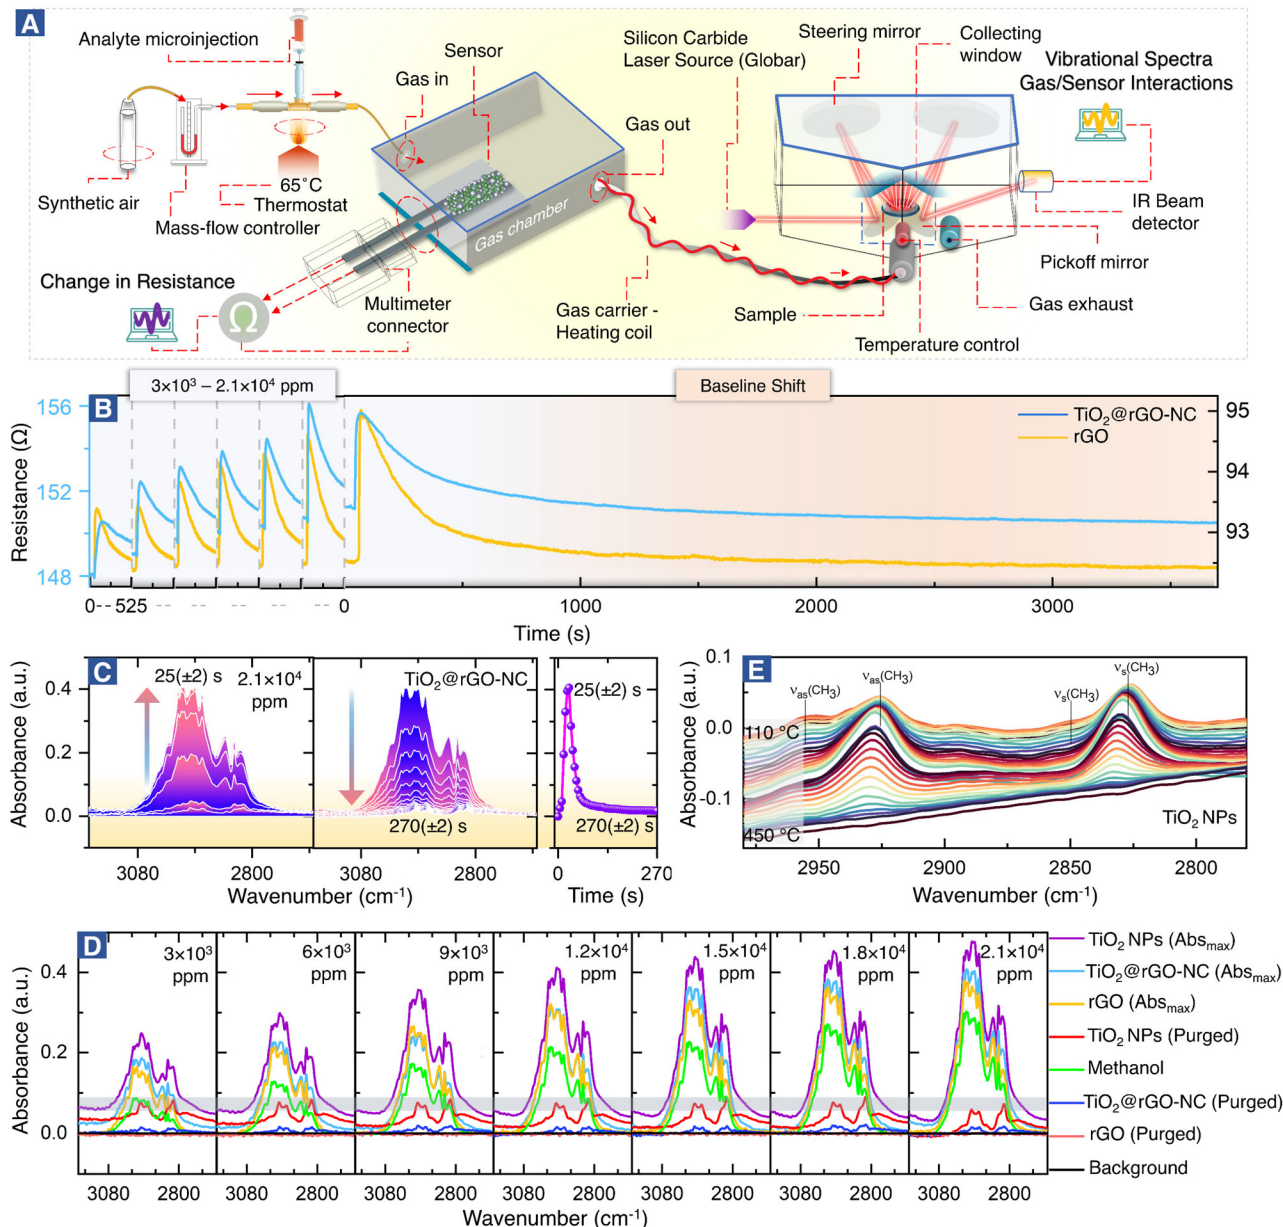 A
Analyte microinjection
Sensor
Gas in
Silicon Carbide
Laser Source (Globar)
Steering mirror
Collecting
window
Vibrational Spectra
Gas/Sensor Interactions
Gas out
Synthetic air
65°C
Thermostat
Mass-flow controller
Gas chamber
IR Beam
detector
Pickoff mirror
Change in Resistance
Ω
Multimeter
connector
Gas carrier -
Heating coil
Sample
Gas exhaust
Temperature control
B
3×10³ – 2.1×10⁴ ppm
Baseline Shift
TiO₂@rGO-NC
rGO
Resistance (Ω)
156
152
148
95
94
93
0--525
-- -- -- -- --
0
1000
2000
3000
Time (s)
C
Absorbance (a.u.)
0.4
0.2
0.0
25(±2) s
2.1×10⁴
ppm
TiO₂@rGO-NC
270(±2) s
25(±2) s
270(±2) s
3080
2800
3080
2800
0
270
Wavenumber (cm⁻¹)
Time (s)
E
Absorbance (a.u.)
0.1
0.0
-0.1
νₐₛ(CH3)
νₐₛ(CH3)
νₛ(CH3)
νₛ(CH3)
110 °C
450 °C
TiO₂ NPs
2950
2900
2850
2800
Wavenumber (cm⁻¹)
D
Absorbance (a.u.)
0.4
0.2
0.0
3×10³
ppm
6×10³
ppm
9×10³
ppm
1.2×10⁴
ppm
1.5×10⁴
ppm
1.8×10⁴
ppm
2.1×10⁴
ppm
3080 2800 3080 2800 3080 2800 3080 2800 3080 2800 3080 2800 3080 2800
Wavenumber (cm⁻¹)
TiO₂ NPs (Absₘₐₓ)
TiO₂@rGO-NC (Absₘₐₓ)
rGO (Absₘₐₓ)
TiO₂ NPs (Purged)
Methanol
TiO₂@rGO-NC (Purged)
rGO (Purged)
Background